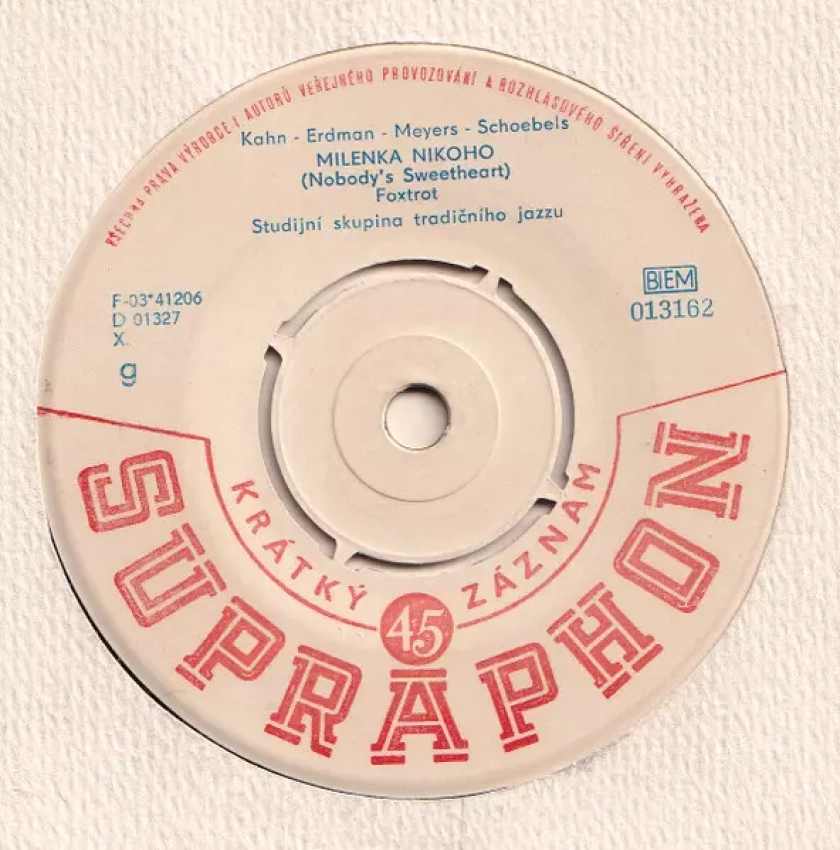 VŠECHNA PRÁVA VÝROBCE I AUTORŮ VEŘEJNÉHO PROVOZOVÁNÍ A ROZHLASOVÉHO ŠÍŘENÍ VYHRAŽENA
Kahn - Erdman - Meyers - Schoebels
MILENKA NIKOHO
(Nobody's Sweetheart)
Foxtrot
Studijní skupina tradičního jazzu
F-03*41206
D 01327
X.
g
BIEM
013162
KRÁTKÝ 45 ZÁZNAM
SUPRAPHON